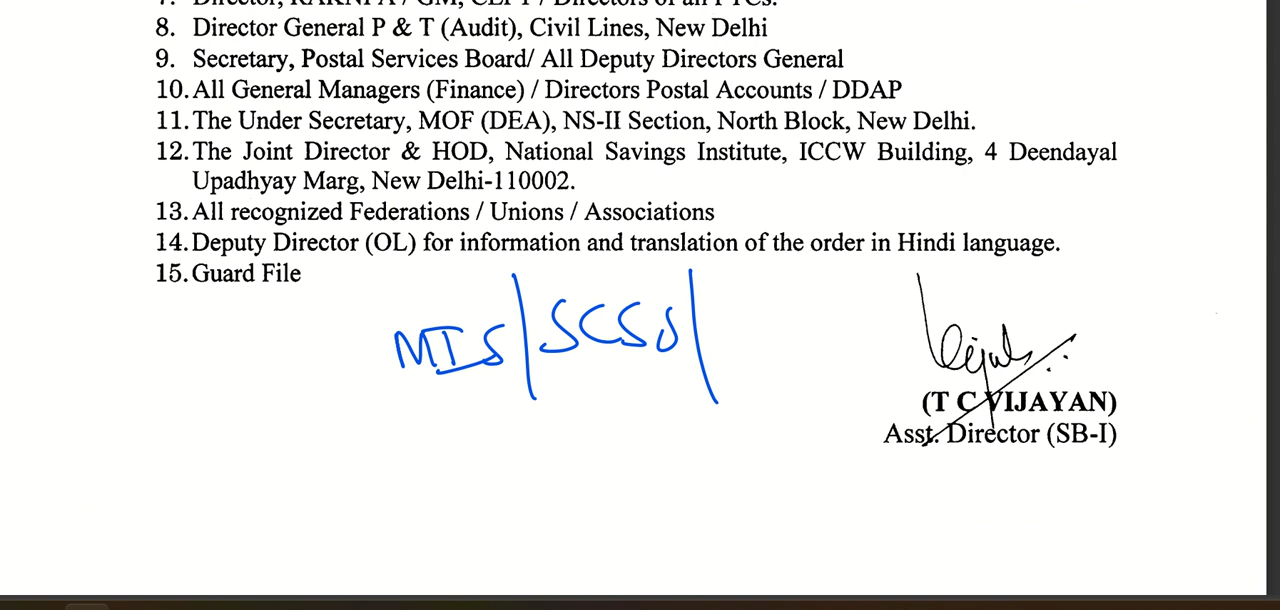 8. Director General P & T (Audit), Civil Lines, New Delhi
9. Secretary, Postal Services Board/ All Deputy Directors General
10. All General Managers (Finance) / Directors Postal Accounts / DDAP
11. The Under Secretary, MOF (DEA), NS-II Section, North Block, New Delhi.
12. The Joint Director & HOD, National Savings Institute, ICCW Building, 4 Deendayal
Upadhyay Marg, New Delhi-110002.
13. All recognized Federations / Unions / Associations
14. Deputy Director (OL) for information and translation of the order in Hindi language.
15. Guard File
MIS/SCSS/
(T C VIJAYAN)
Asst. Director (SB-I)